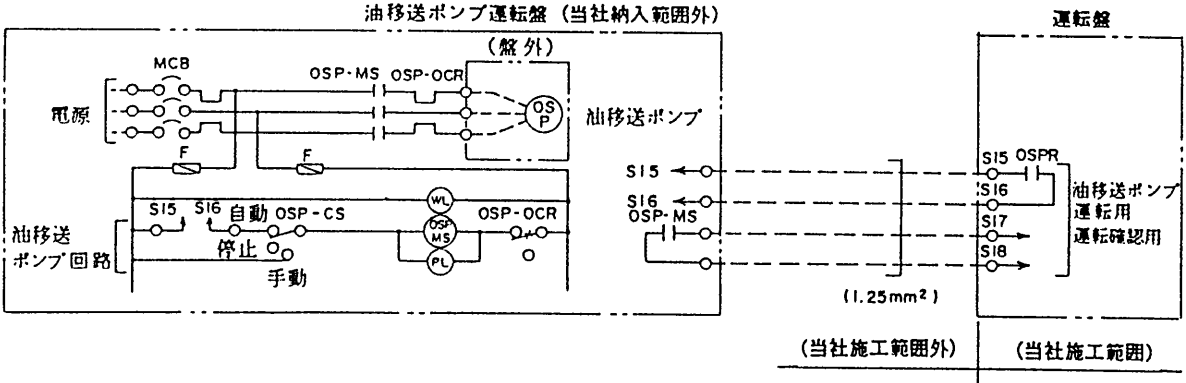 油移送ポンプ運転盤 (当社納入範囲外)
運転盤
(盤外)
MCB
OSP-MS
OSP-OCR
電源
OS
P
油移送ポンプ
F
F
S15
S15
OSPR
WL
S16
S16
油移送ポンプ
運転用
運転確認用
S15
S16
自動
OSP-CS
OSP
MS
OSP-OCR
OSP-MS
S17
油移送
ポンプ回路
停止
PL
S18
手動
(1.25mm²)
(当社施工範囲外)
(当社施工範囲)